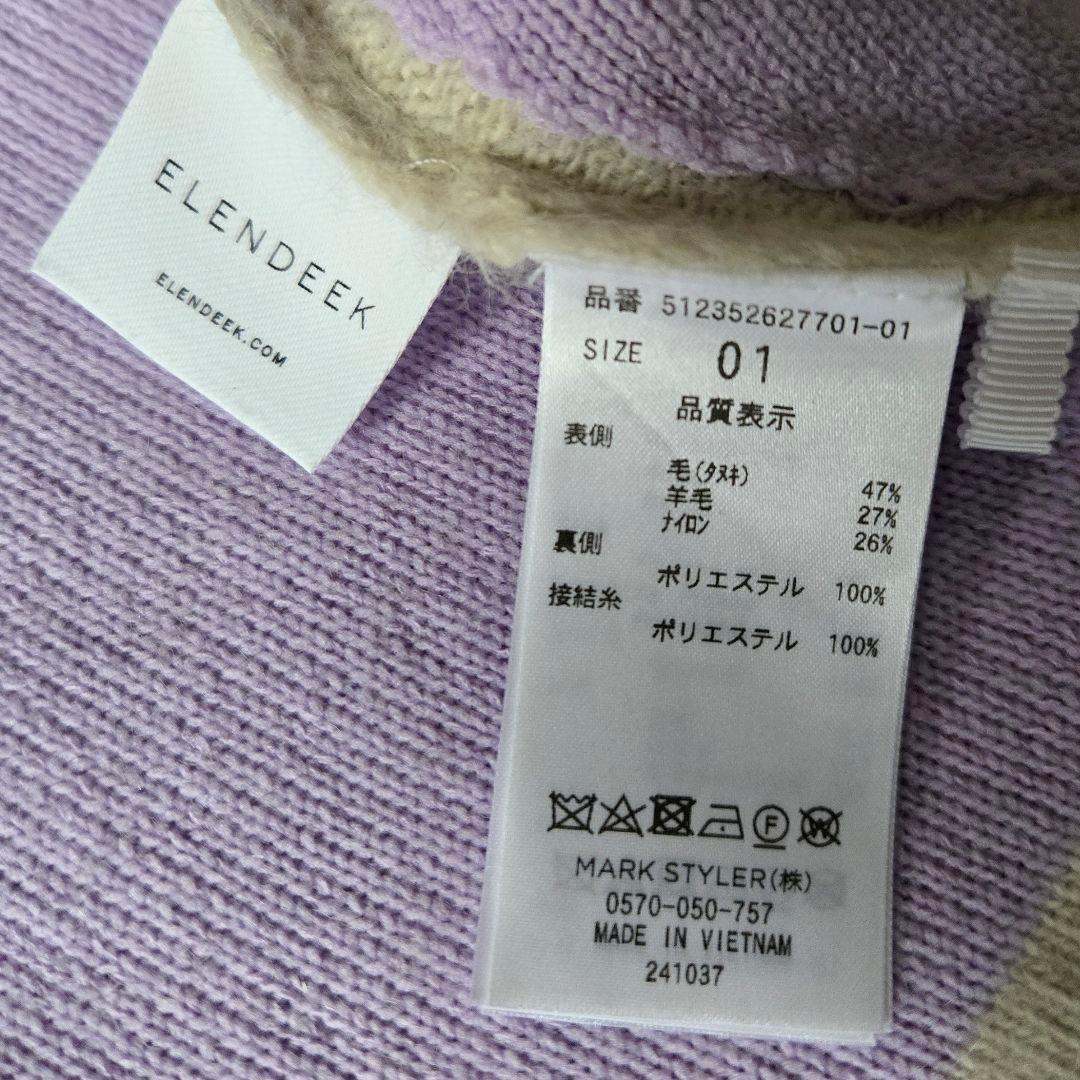 ELENDEEK
ELENDEEK.COM
品番 512352627701-01
SIZE 01
品質表示
表側
毛(タヌキ) 47%
羊毛 27%
ナイロン 26%
裏側
ポリエステル 100%
接結糸
ポリエステル 100%
F W
MARK STYLER(株)
0570-050-757
MADE IN VIETNAM
241037